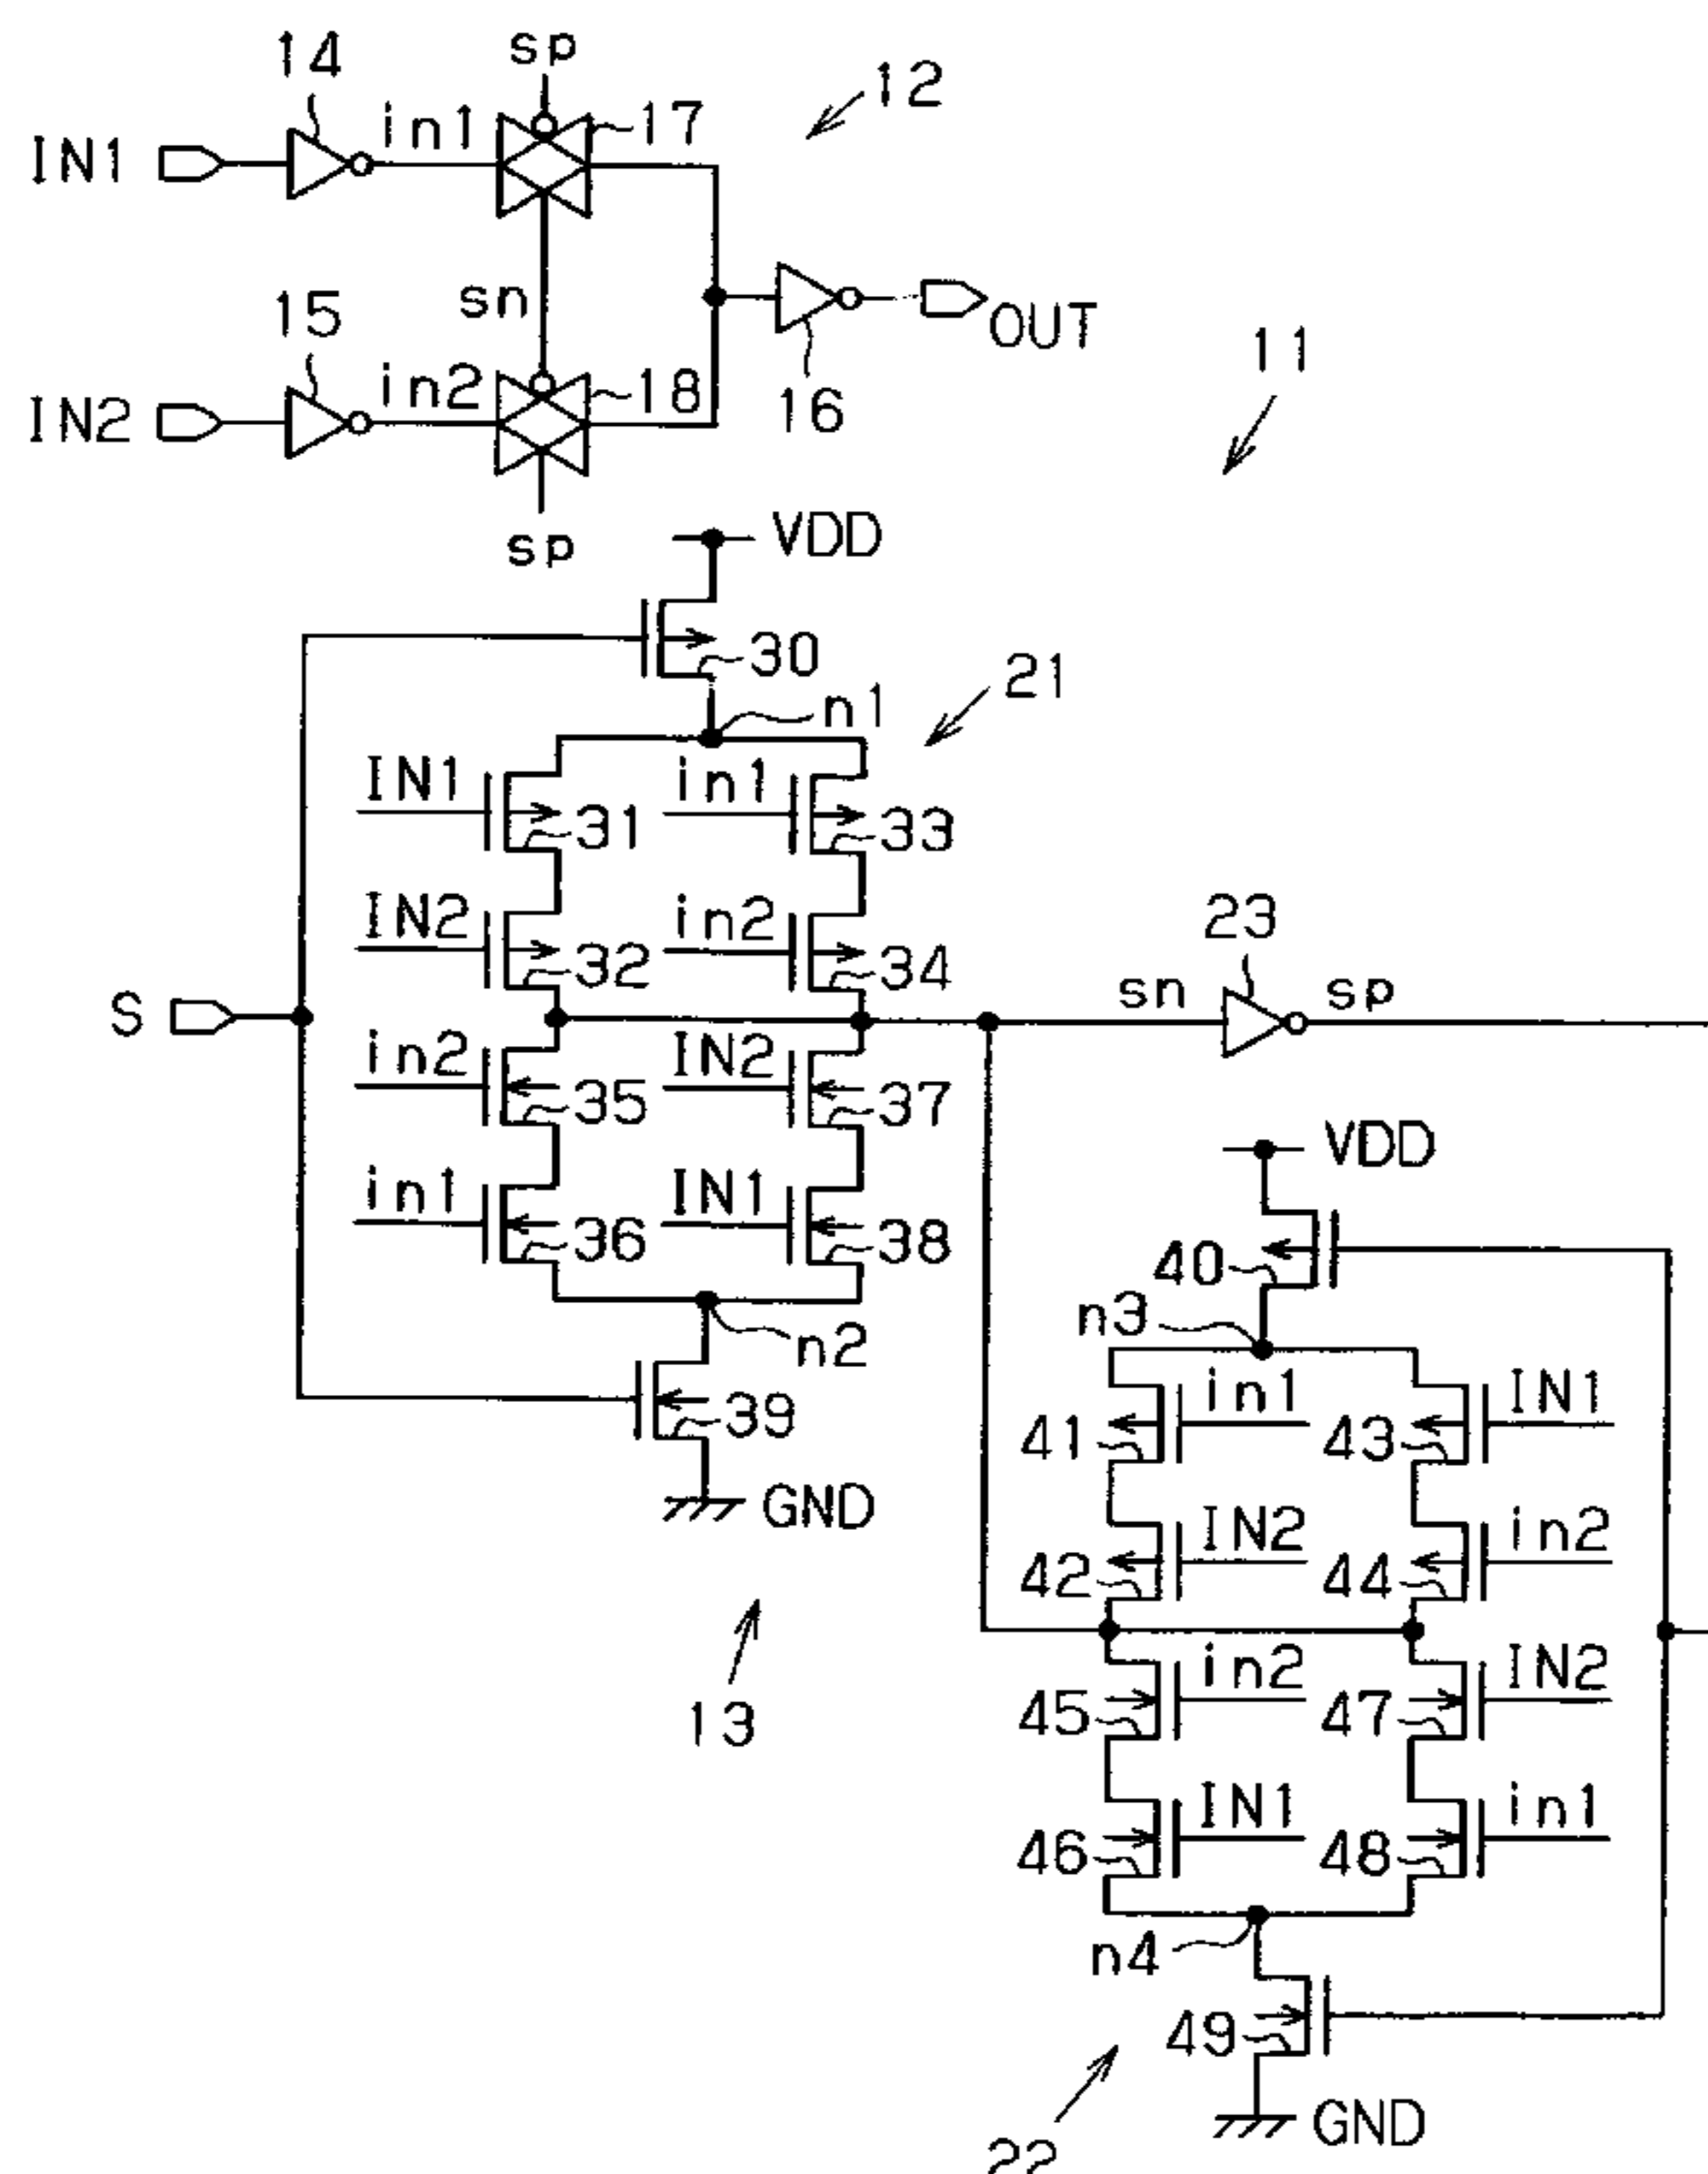 14
sp
12
IN1
in1
17
sn
15
OUT
11
IN2
in2
18
16
sp
VDD
30
21
n1
IN1
31
in1
33
IN2
32
in2
34
23
S
sn
sp
in2
35
IN2
37
VDD
in1
36
IN1
38
40
n2
n3
39
in1
IN1
41
43
GND
IN2
in2
42
44
13
in2
IN2
45
47
IN1
in1
46
48
n4
49
22
GND